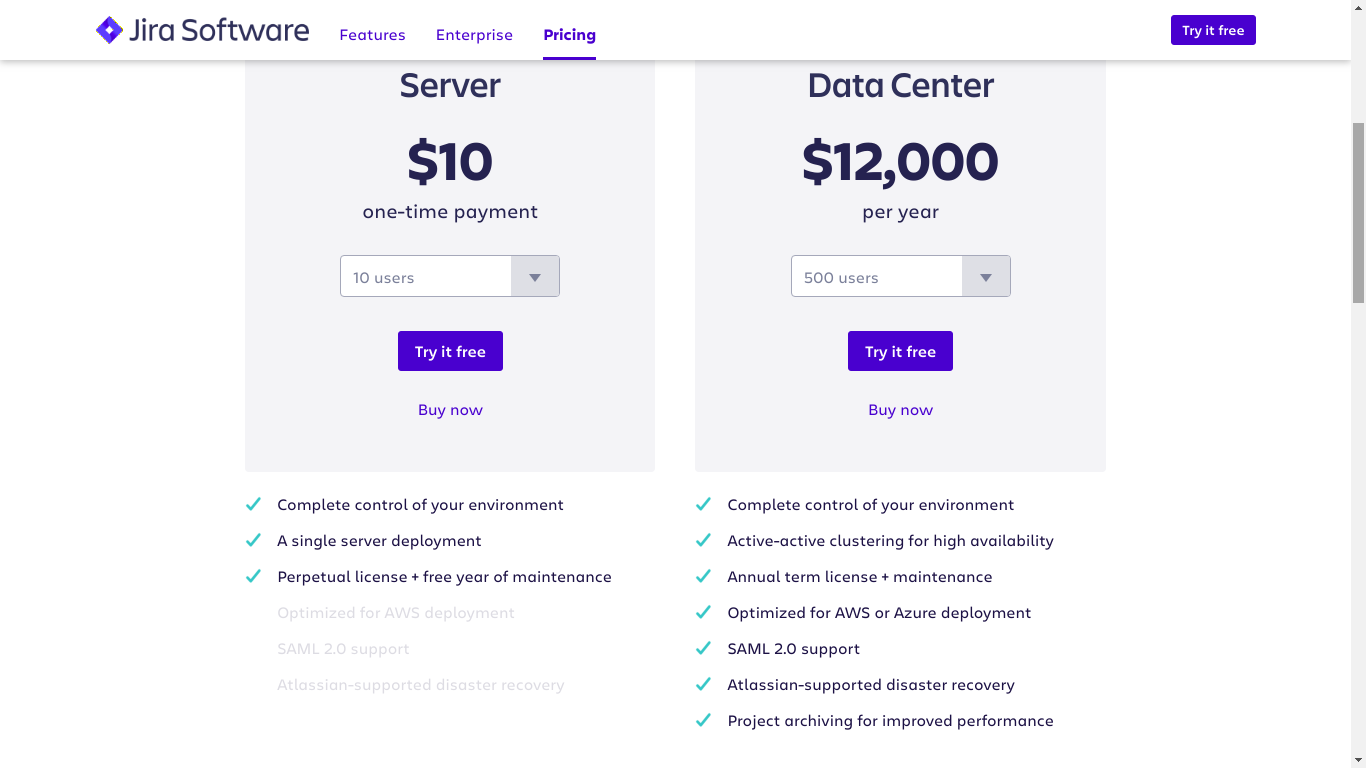 Jira Software
Features
Enterprise
Pricing
Try it free
Server
$10
one-time payment
10 users
Try it free
Buy now
Complete control of your environment
A single server deployment
Perpetual license + free year of maintenance
Optimized for AWS deployment
SAML 2.0 support
Atlassian-supported disaster recovery
Data Center
$12,000
per year
500 users
Try it free
Buy now
Complete control of your environment
Active-active clustering for high availability
Annual term license + maintenance
Optimized for AWS or Azure deployment
SAML 2.0 support
Atlassian-supported disaster recovery
Project archiving for improved performance